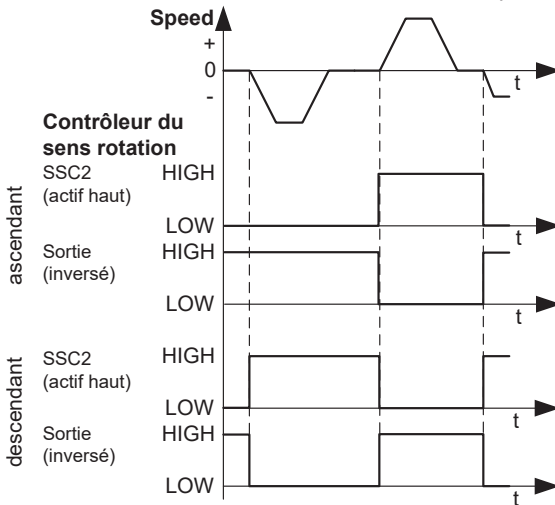 Speed
+
0
t
-
Contrôleur du
sens rotation
ascendant
SSC2
(actif haut)
HIGH
LOW
t
Sortie
(inversé)
HIGH
LOW
t
descendant
SSC2
(actif haut)
HIGH
LOW
t
Sortie
(inversé)
HIGH
LOW
t